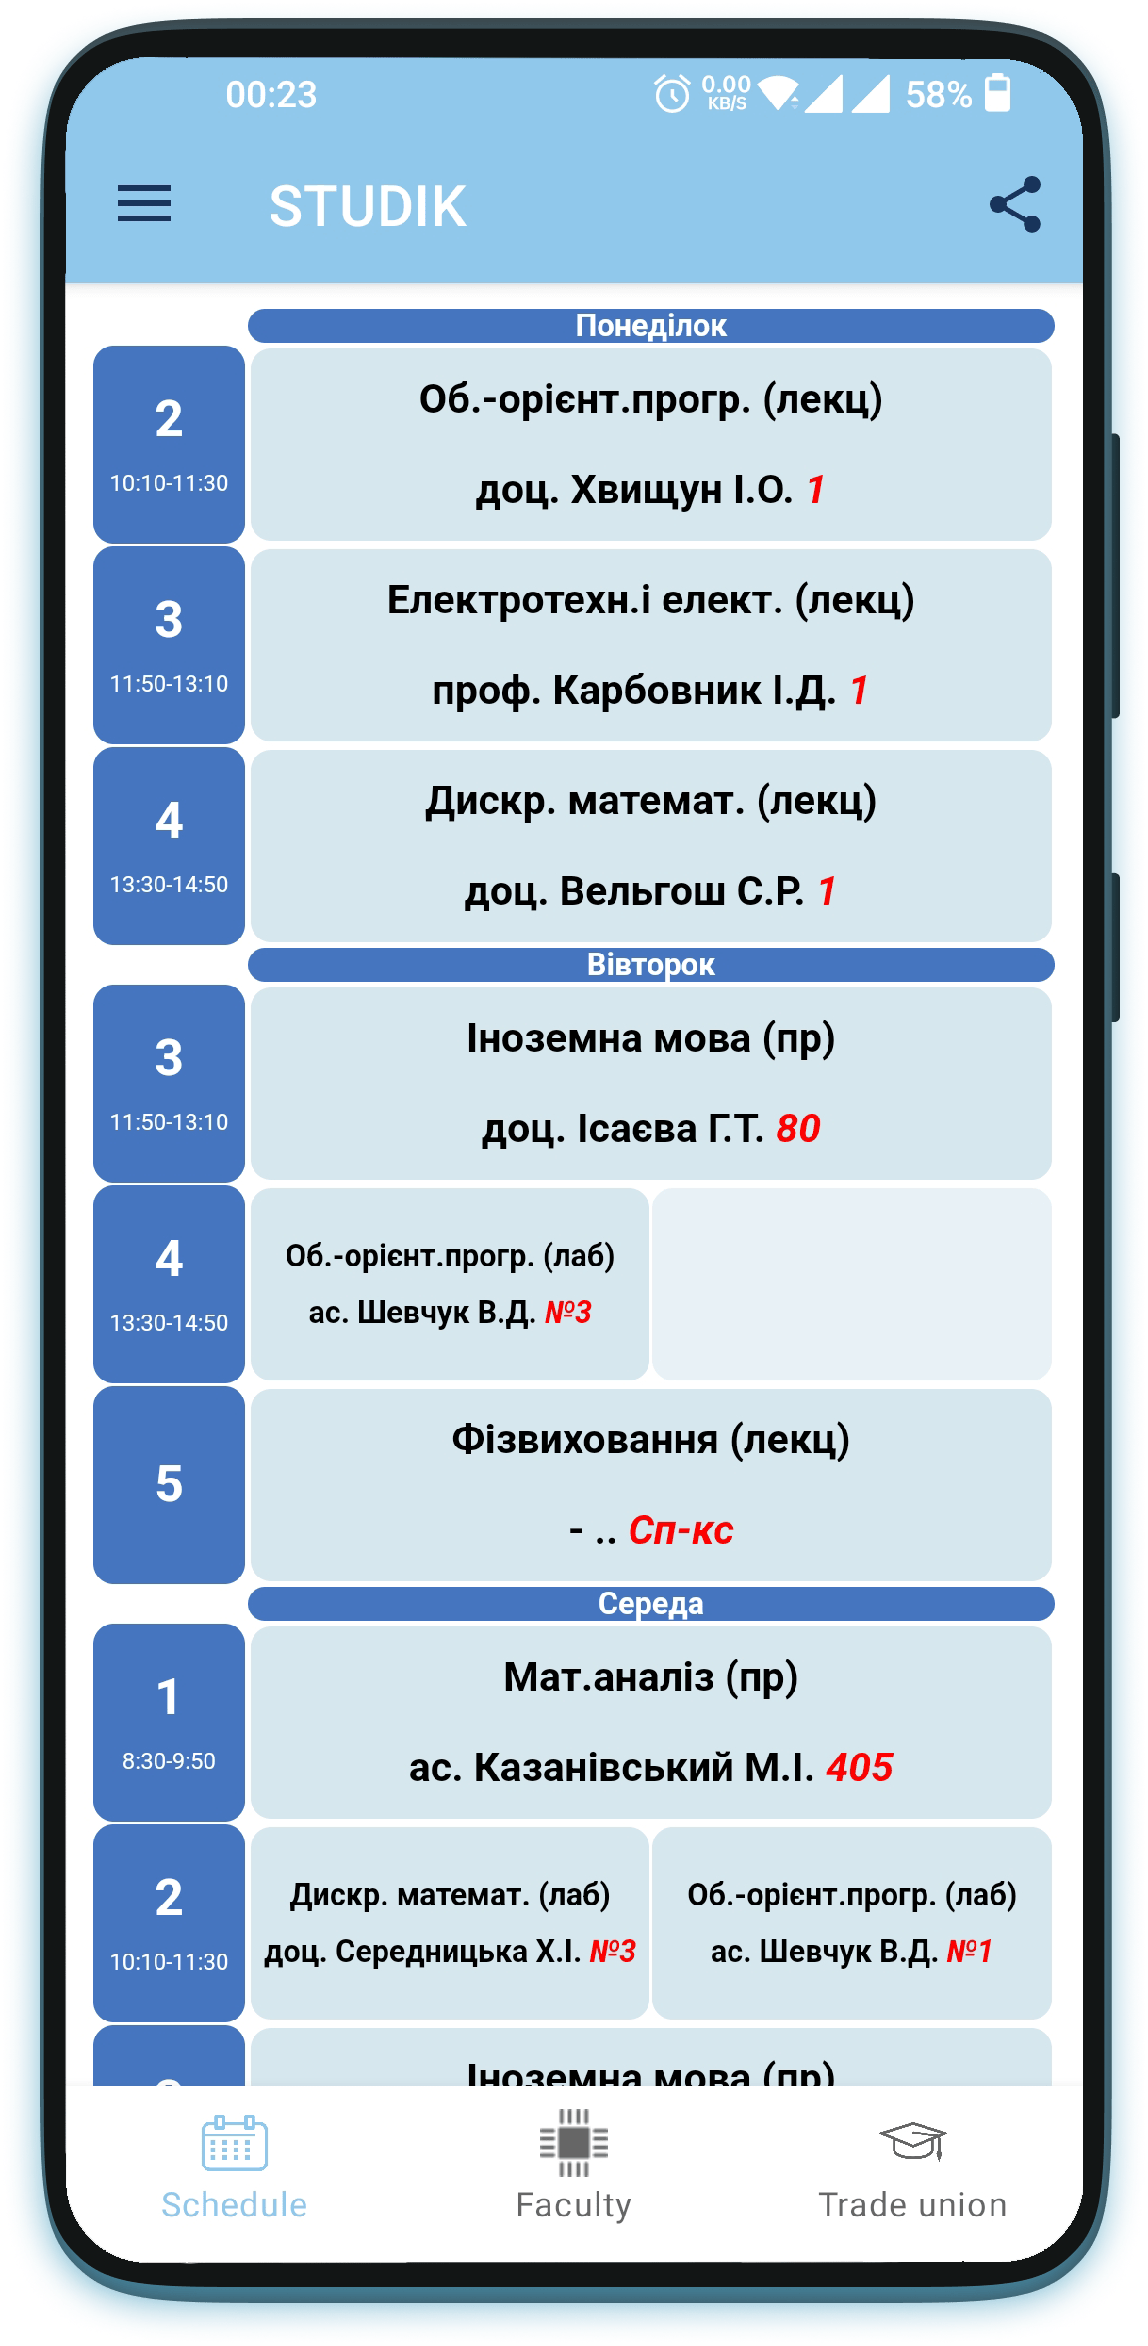 00:23
0.00
KB/S
58%
STUDIK
Понеділок
2
10:10-11:30
Об.-орієнт.прогр. (лекц)
доц. Хвищун І.О. 1
3
11:50-13:10
Електротехн.і елект. (лекц)
проф. Карбовник І.Д. 1
4
13:30-14:50
Дискр. математ. (лекц)
доц. Вельгош С.Р. 1
Вівторок
3
11:50-13:10
Іноземна мова (пр)
доц. Ісаєва Г.Т. 80
4
13:30-14:50
Об.-орієнт.прогр. (лаб)
ас. Шевчук В.Д. №3
5
Фізвиховання (лекц)
- .. Сп-кс
Середа
1
8:30-9:50
Мат.аналіз (пр)
ас. Казанівський М.І. 405
2
10:10-11:30
Дискр. математ. (лаб)
доц. Середницька Х.І. №3
Об.-орієнт.прогр. (лаб)
ас. Шевчук В.Д. №1
Іноземна мова (пр)
Schedule
Faculty
Trade union